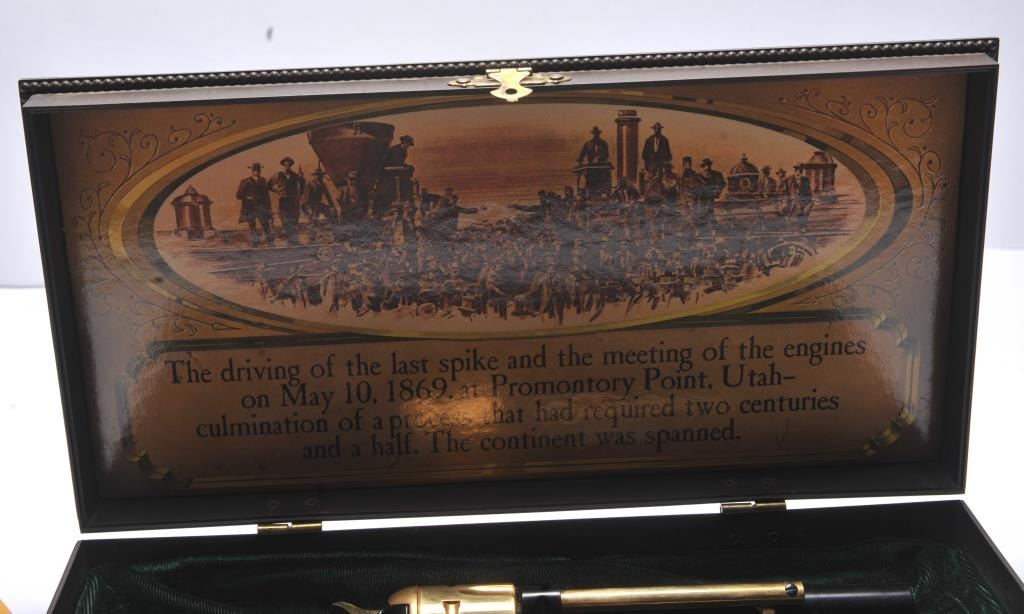 The driving of the last spike and the meeting of the engines
on May 10, 1869, at Promontory Point, Utah–
culmination of a process that had required two centuries
and a half. The continent was spanned.